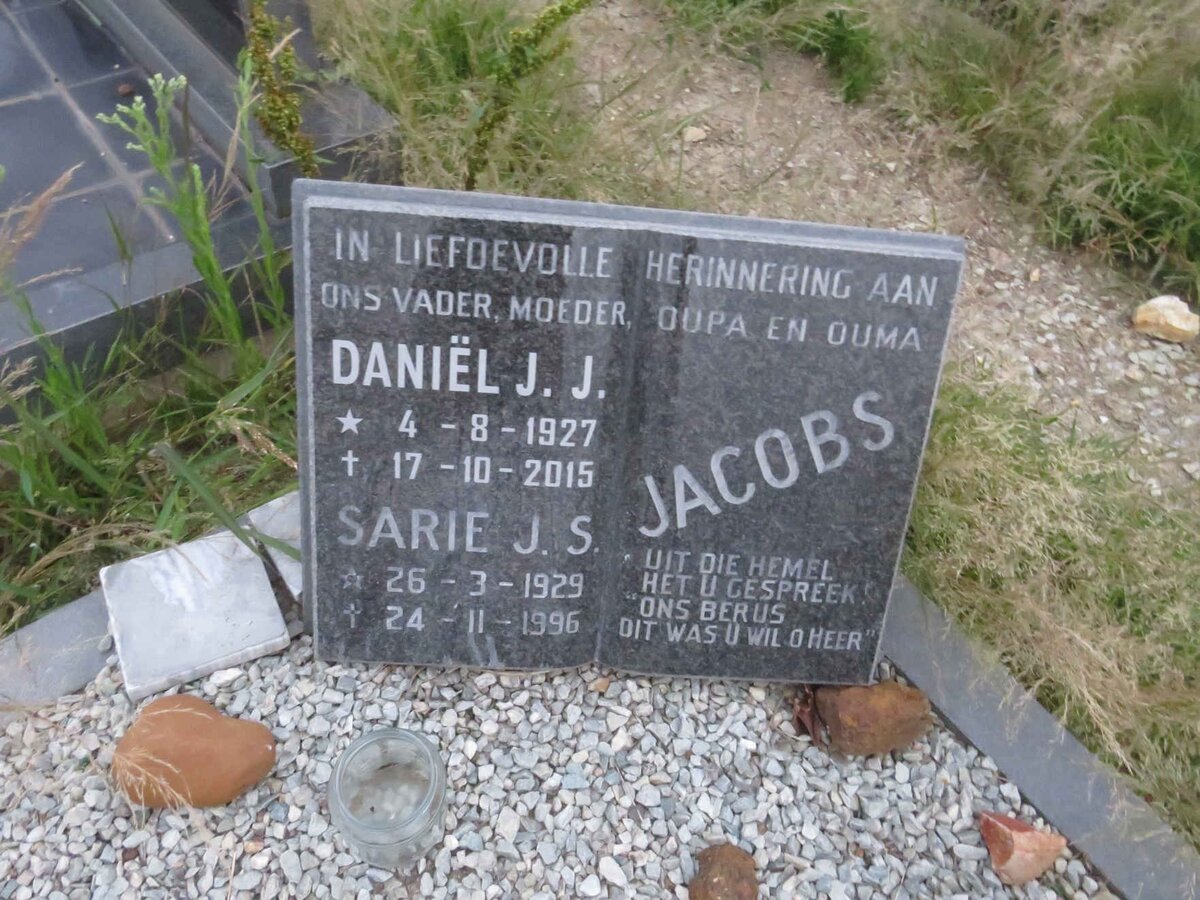 IN LIEFDEVOLLE HERINNERING AAN
ONS VADER, MOEDER, OUPA EN OUMA
DANIËL J. J.
★ 4 - 8 - 1927
† 17 - 10 - 2015
SARIE J. S.
☆ 26 - 3 - 1929
† 24 - 11 - 1996
JACOBS
"UIT DIE HEMEL
HET U GESPREEK"
"ONS BERUS
DIT WAS U WIL O HEER"